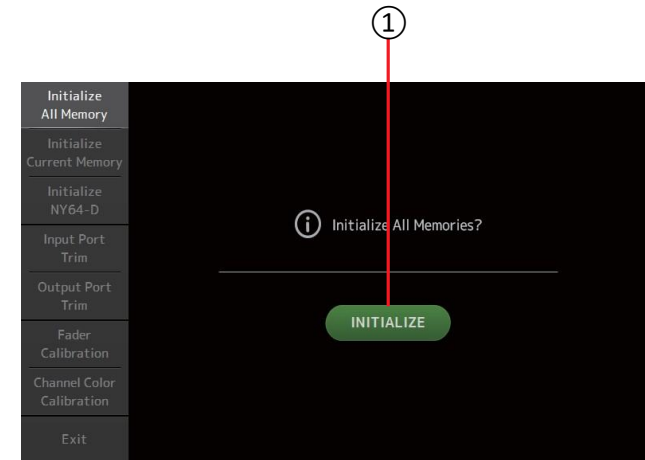 ①
Initialize
All Memory
Initialize
Current Memory
Initialize
NY64-D
Input Port
Trim
Output Port
Trim
Fader
Calibration
Channel Color
Calibration
Exit
Initialize All Memories?
INITIALIZE